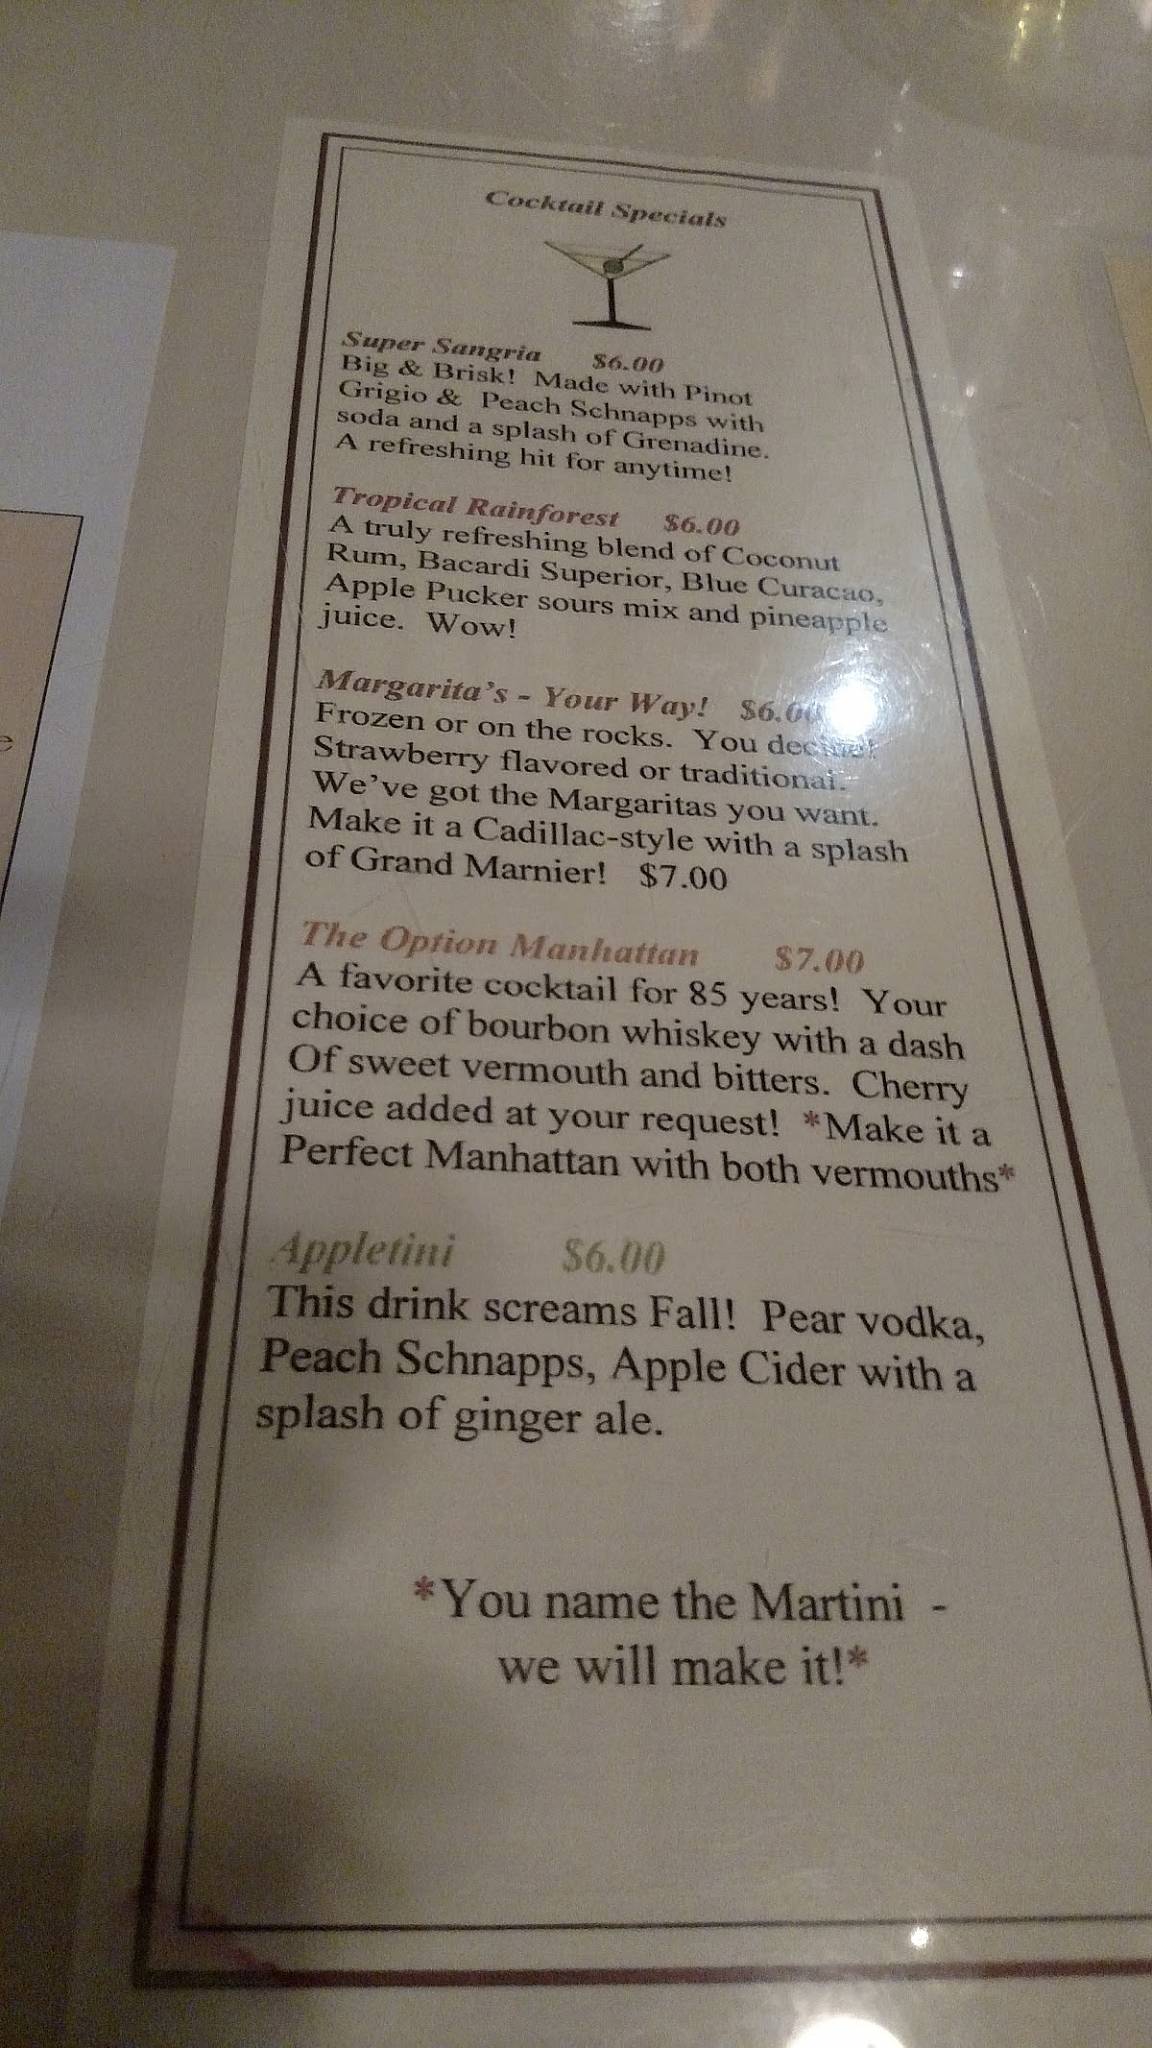 Cocktail Specials
Super Sangria $6.00
Big & Brisk! Made with Pinot
Grigio & Peach Schnapps with
soda and a splash of Grenadine.
A refreshing hit for anytime!
Tropical Rainforest $6.00
A truly refreshing blend of Coconut
Rum, Bacardi Superior, Blue Curacao,
Apple Pucker sours mix and pineapple
juice. Wow!
Margarita's - Your Way! $6.00
Frozen or on the rocks. You decide!
Strawberry flavored or traditional.
We've got the Margaritas you want.
Make it a Cadillac-style with a splash
of Grand Marnier! $7.00
The Option Manhattan $7.00
A favorite cocktail for 85 years! Your
choice of bourbon whiskey with a dash
Of sweet vermouth and bitters. Cherry
juice added at your request! *Make it a
Perfect Manhattan with both vermouths*
Appletini $6.00
This drink screams Fall! Pear vodka,
Peach Schnapps, Apple Cider with a
splash of ginger ale.
*You name the Martini -
we will make it!*